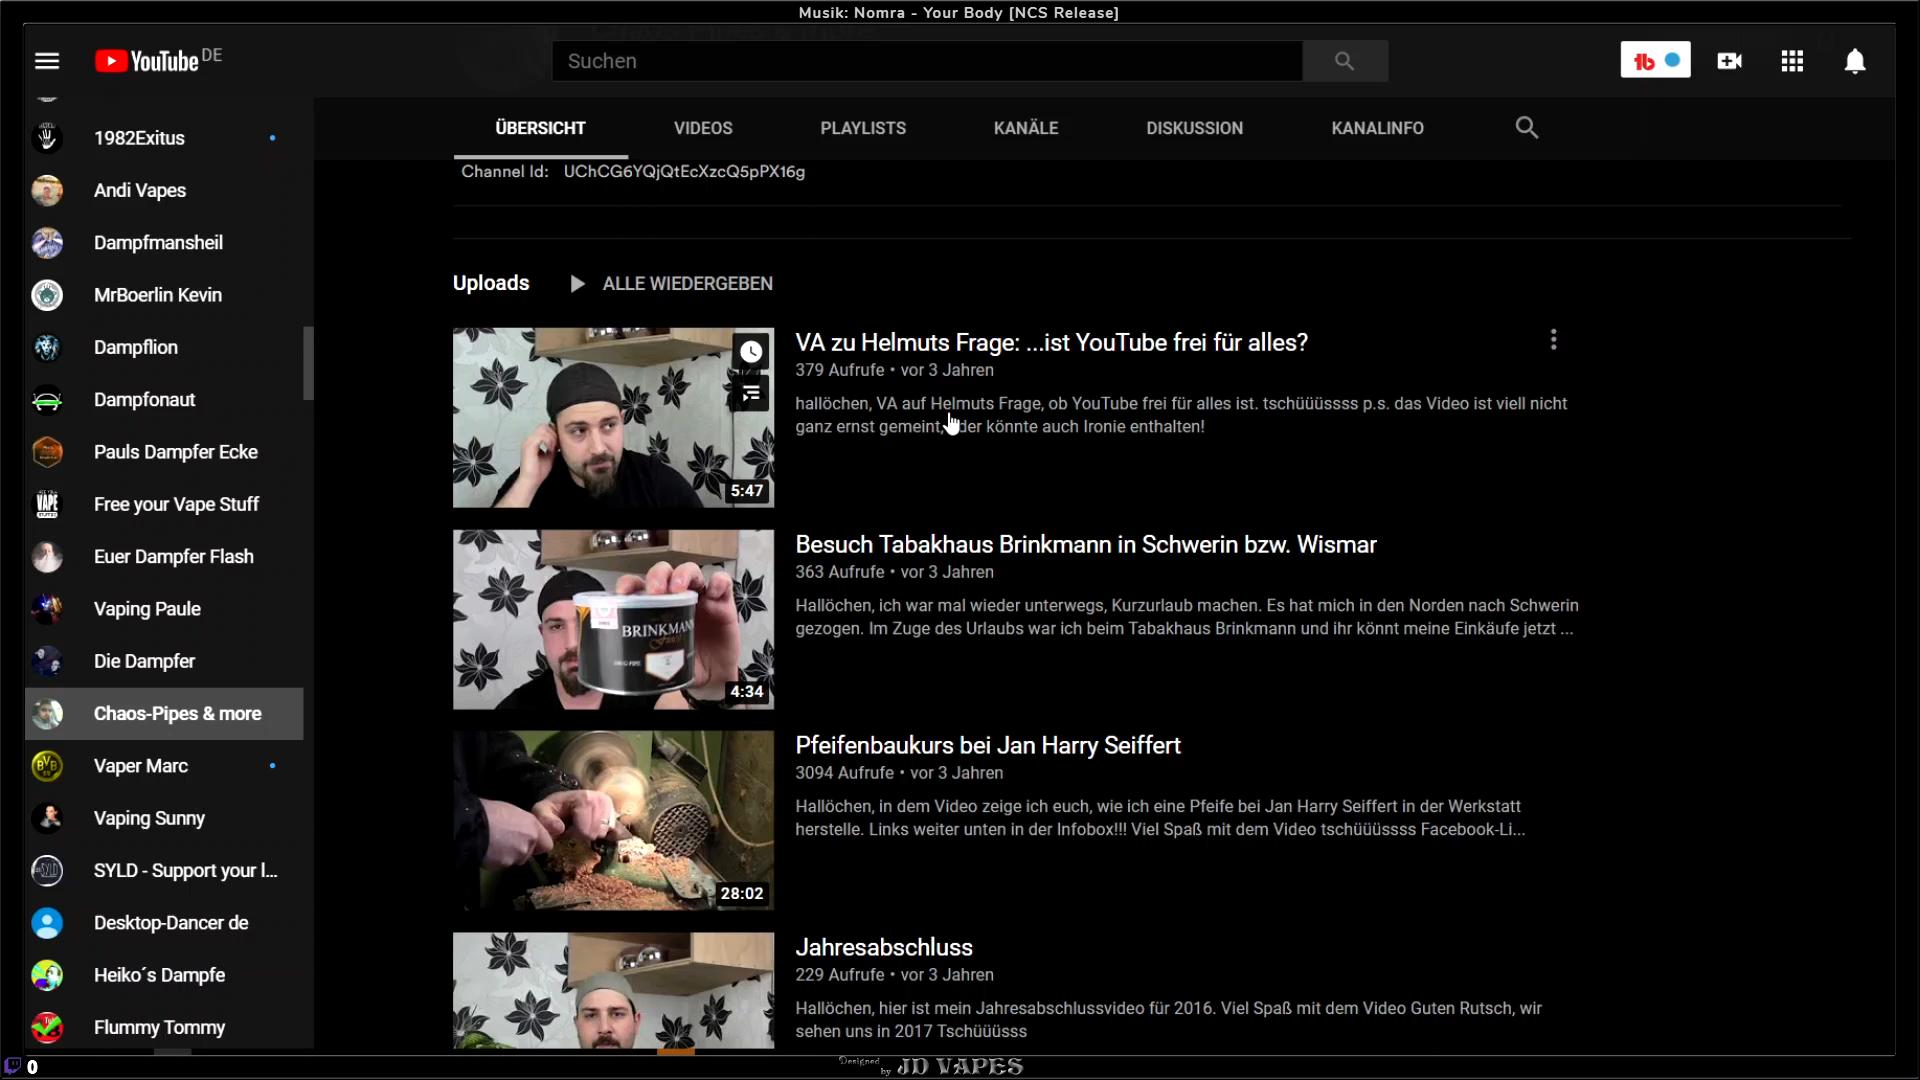 Musik: Nomra - Your Body [NCS Release]
YouTube DE
Suchen
1982Exitus
Andi Vapes
Dampfmansheil
MrBoerlin Kevin
Dampflion
Dampfonaut
Pauls Dampfer Ecke
Free your Vape Stuff
Euer Dampfer Flash
Vaping Paule
Die Dampfer
Chaos-Pipes & more
Vaper Marc
Vaping Sunny
SYLD - Support your l...
Desktop-Dancer de
Heiko´s Dampfe
Flummy Tommy
ÜBERSICHT VIDEOS PLAYLISTS KANÄLE DISKUSSION KANALINFO
Channel Id: UChCG6YQjQtEcXzcQ5pPX16g
Uploads ALLE WIEDERGEBEN
VA zu Helmuts Frage: ...ist YouTube frei für alles?
379 Aufrufe • vor 3 Jahren
hallöchen, VA auf Helmuts Frage, ob YouTube frei für alles ist. tschüüüssss p.s. das Video ist viell nicht
ganz ernst gemeint, der könnte auch Ironie enthalten!
5:47
Besuch Tabakhaus Brinkmann in Schwerin bzw. Wismar
363 Aufrufe • vor 3 Jahren
Hallöchen, ich war mal wieder unterwegs, Kurzurlaub machen. Es hat mich in den Norden nach Schwerin
gezogen. Im Zuge des Urlaubs war ich beim Tabakhaus Brinkmann und ihr könnt meine Einkäufe jetzt ...
BRINKMAN
4:34
Pfeifenbaukurs bei Jan Harry Seiffert
3094 Aufrufe • vor 3 Jahren
Hallöchen, in dem Video zeige ich euch, wie ich eine Pfeife bei Jan Harry Seiffert in der Werkstatt
herstelle. Links weiter unten in der Infobox!!! Viel Spaß mit dem Video tschüüüssss Facebook-Li...
28:02
Jahresabschluss
229 Aufrufe • vor 3 Jahren
Hallöchen, hier ist mein Jahresabschlussvideo für 2016. Viel Spaß mit dem Video Guten Rutsch, wir
sehen uns in 2017 Tschüüüsss
0
Designed by JD VAPES